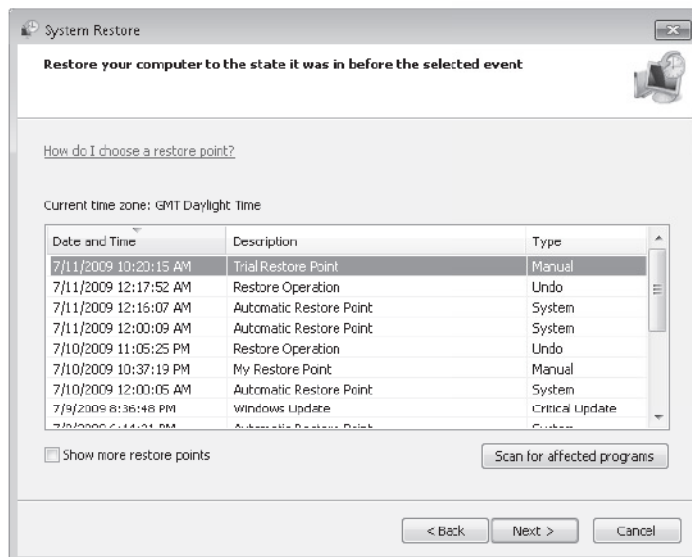 System Restore
Restore your computer to the state it was in before the selected event
How do I choose a restore point?
Current time zone: GMT Daylight Time
Date and Time Description Type
7/11/2009 10:20:15 AM Trial Restore Point Manual
7/11/2009 12:17:52 AM Restore Operation Undo
7/11/2009 12:16:07 AM Automatic Restore Point System
7/11/2009 12:00:09 AM Automatic Restore Point System
7/10/2009 11:05:25 PM Restore Operation Undo
7/10/2009 10:37:19 PM My Restore Point Manual
7/10/2009 12:00:05 AM Automatic Restore Point System
7/9/2009 8:36:48 PM Windows Update Critical Update
Automatic Restore Point System
Show more restore points Scan for affected programs
< Back Next > Cancel